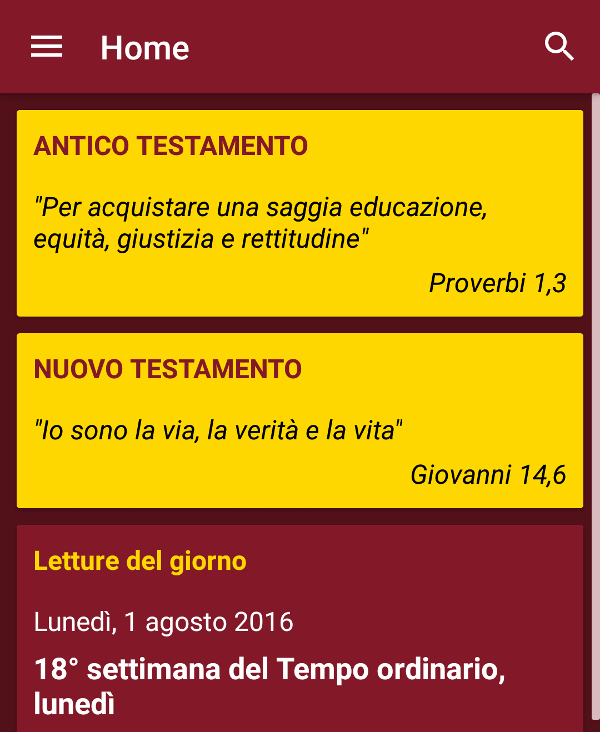 Home
ANTICO TESTAMENTO
"Per acquistare una saggia educazione,
equità, giustizia e rettitudine"
Proverbi 1,3
NUOVO TESTAMENTO
"Io sono la via, la verità e la vita"
Giovanni 14,6
Letture del giorno
Lunedì, 1 agosto 2016
18° settimana del Tempo ordinario,
lunedì